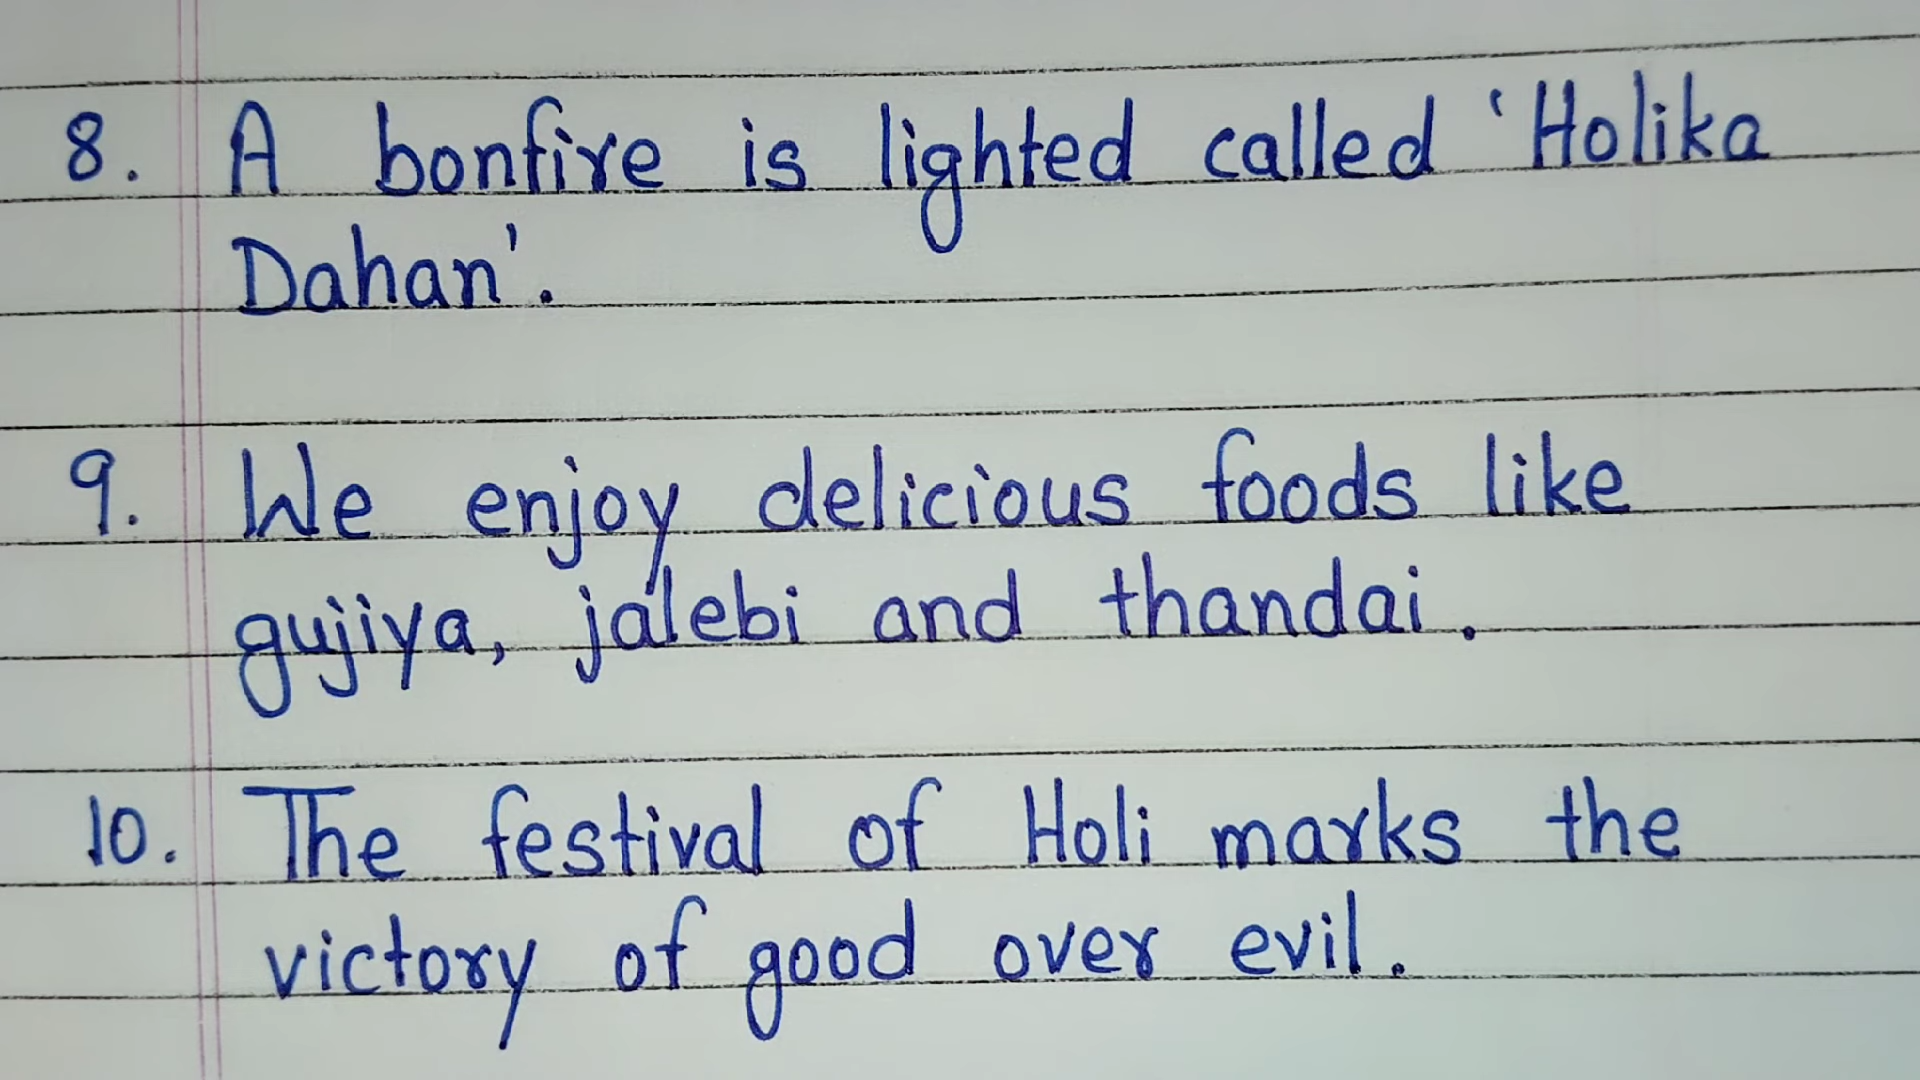 8. A bonfire is lighted called 'Holika
Dahan'.
9. We enjoy delicious foods like
gujiya, jalebi and thandai.
10. The festival of Holi marks the
victory of good over evil.